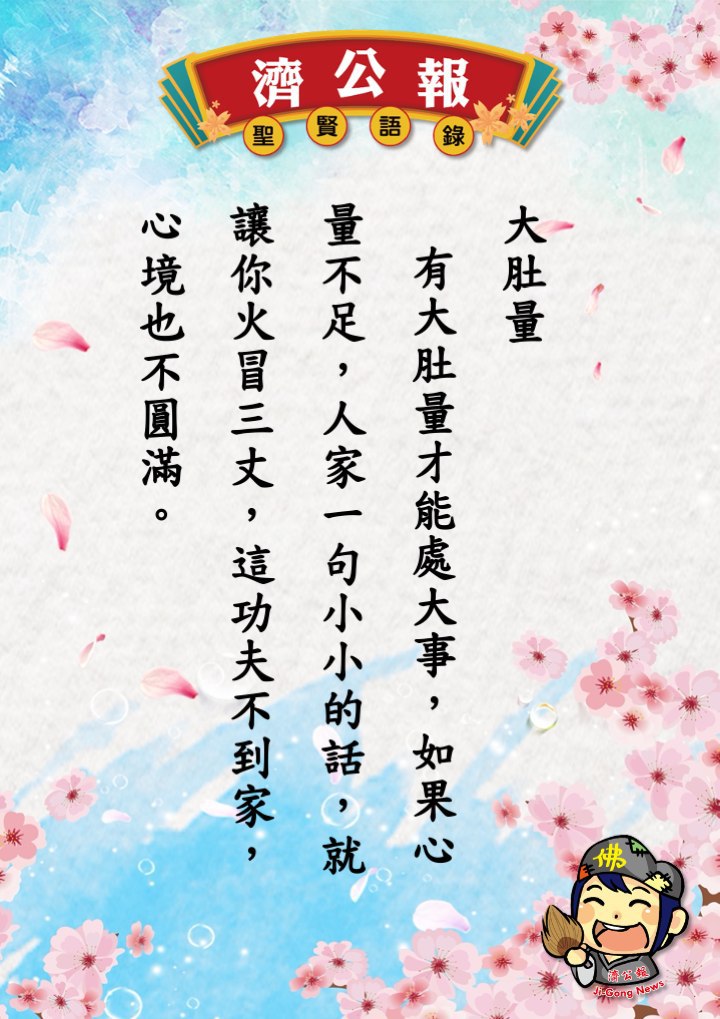 濟公報
聖賢語錄
大肚量
有大肚量才能處大事，如果心
量不足，人家一句小小的話，就
讓你火冒三丈，這功夫不到家，
心境也不圓滿。
佛
濟公報
Ji-Gong News